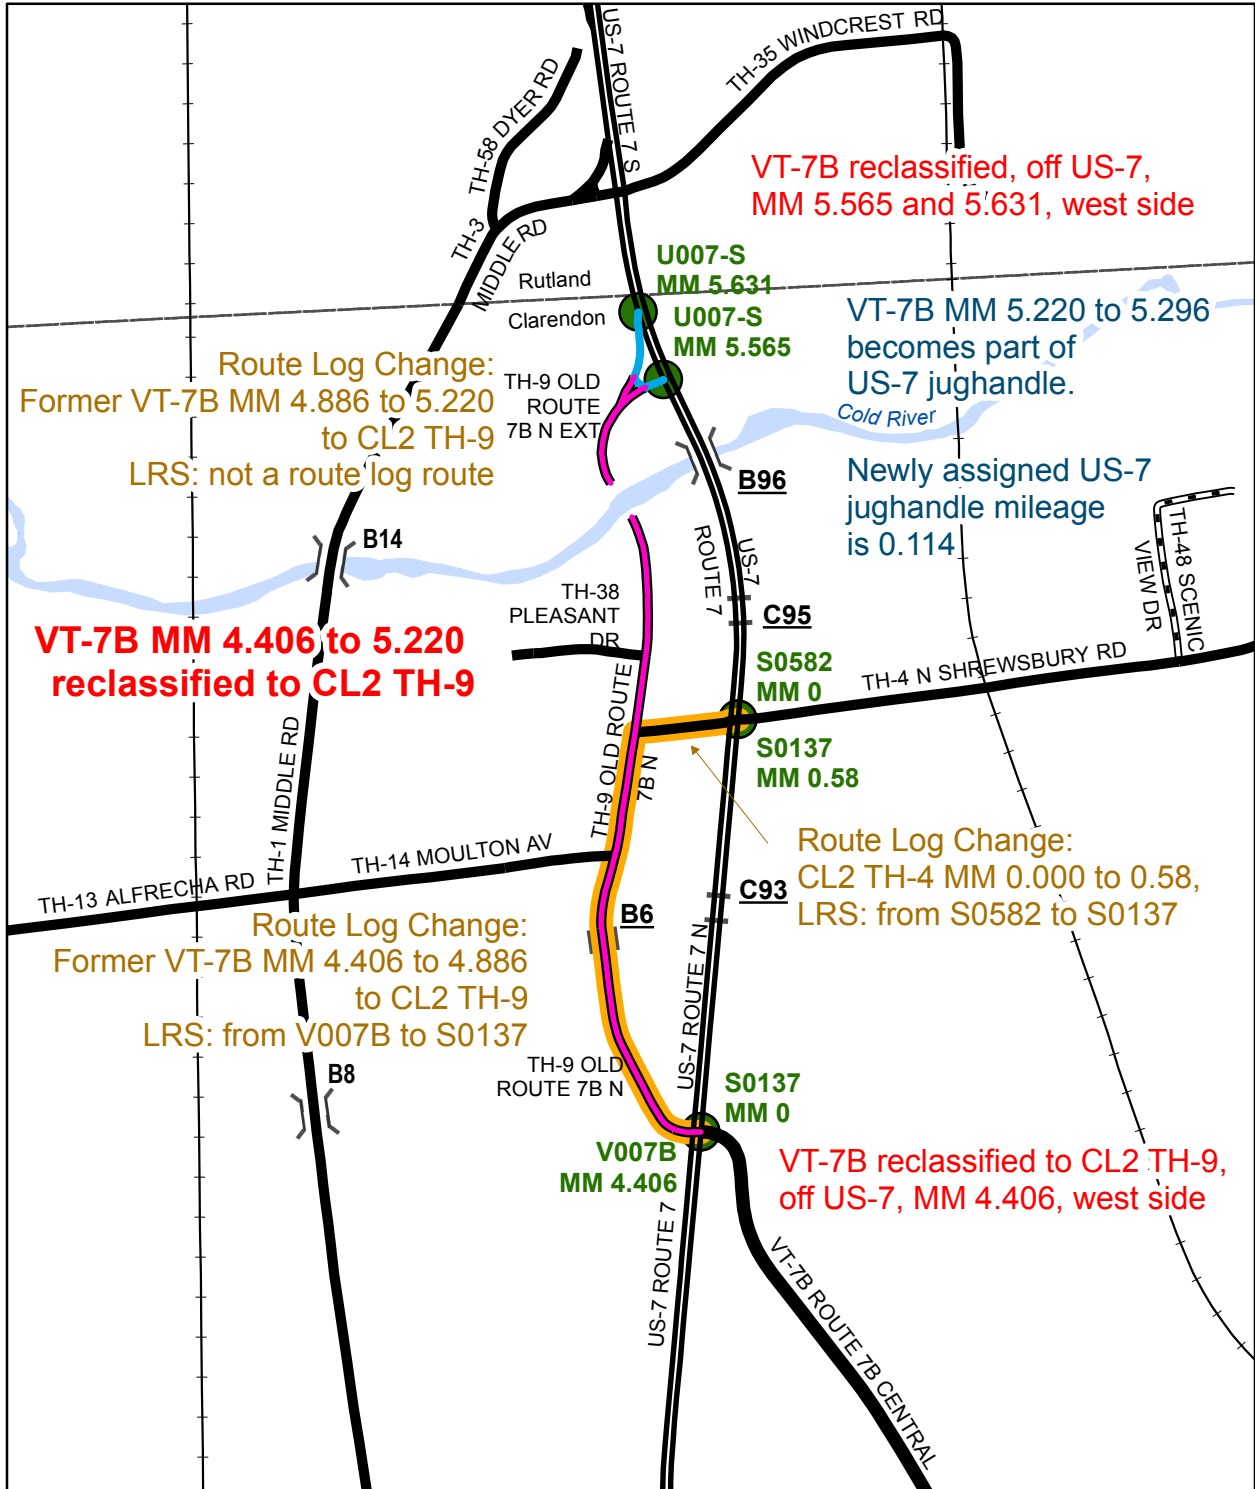 US-7 ROUTE 7 S
TH-35 WINDCREST RD
TH-58 DYER RD
VT-7B reclassified, off US-7,
MM 5.565 and 5.631, west side
TH-3
MIDDLE RD
U007-S
MM 5.631
Rutland
Clarendon
U007-S
MM 5.565
VT-7B MM 5.220 to 5.296
becomes part of
US-7 jughandle.
Route Log Change:
Former VT-7B MM 4.886 to 5.220
to CL2 TH-9
LRS: not a route log route
TH-9 OLD
ROUTE
7B N EXT
Cold River
Newly assigned US-7
jughandle mileage
is 0.114
B96
B14
US-7
ROUTE 7
TH-48 SCENIC
VIEW DR
TH-38
PLEASANT
DR
C95
VT-7B MM 4.406 to 5.220
reclassified to CL2 TH-9
S0582
MM 0
TH-4 N SHREWSBURY RD
S0137
MM 0.58
TH-9 OLD ROUTE
7B N
TH-1 MIDDLE RD
TH-14 MOULTON AV
TH-13 ALFRECHA RD
Route Log Change:
CL2 TH-4 MM 0.000 to 0.58,
LRS: from S0582 to S0137
C93
B6
Route Log Change:
Former VT-7B MM 4.406 to 4.886
to CL2 TH-9
LRS: from V007B to S0137
US-7 ROUTE 7 N
TH-9 OLD
ROUTE 7B N
B8
S0137
MM 0
V007B
MM 4.406
VT-7B reclassified to CL2 TH-9,
off US-7, MM 4.406, west side
US-7 ROUTE 7
VT-7B ROUTE 7B CENTRAL